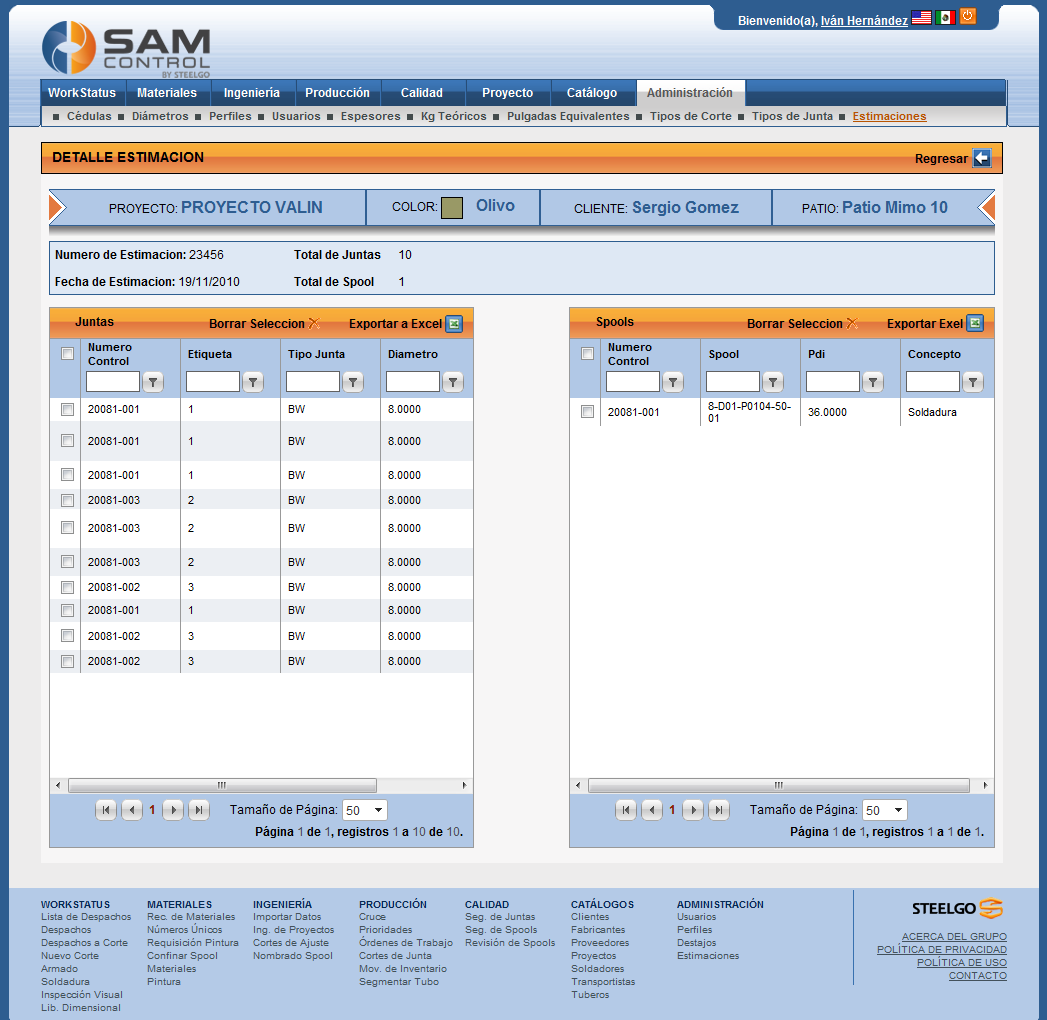 Bienvenido(a), Iván Hernández
SAM
CONTROL
BY STEELGO
WorkStatus Materiales Ingeniería Producción Calidad Proyecto Catálogo Administración
Cédulas Diámetros Perfiles Usuarios Espesores Kg Teóricos Pulgadas Equivalentes Tipos de Corte Tipos de Junta Estimaciones
DETALLE ESTIMACION Regresar
PROYECTO: PROYECTO VALIN COLOR: Olivo CLIENTE: Sergio Gomez PATIO: Patio Mimo 10
Numero de Estimacion: 23456 Total de Juntas 10
Fecha de Estimacion: 19/11/2010 Total de Spool 1
Juntas Borrar Seleccion Exportar a Excel
Numero Control Etiqueta Tipo Junta Diametro
20081-001 1 BW 8.0000
20081-001 1 BW 8.0000
20081-001 1 BW 8.0000
20081-003 2 BW 8.0000
20081-003 2 BW 8.0000
20081-003 2 BW 8.0000
20081-002 3 BW 8.0000
20081-001 1 BW 8.0000
20081-002 3 BW 8.0000
20081-002 3 BW 8.0000
1 Tamaño de Página: 50
Página 1 de 1, registros 1 a 10 de 10.
Spools Borrar Seleccion Exportar Exel
Numero Control Spool Pdi Concepto
20081-001 8-D01-P0104-50-01 36.0000 Soldadura
1 Tamaño de Página: 50
Página 1 de 1, registros 1 a 1 de 1.
WORKSTATUS
Lista de Despachos
Despachos
Despachos a Corte
Nuevo Corte
Armado
Soldadura
Inspección Visual
Lib. Dimensional
MATERIALES
Rec. de Materiales
Números Únicos
Requisición Pintura
Confinar Spool
Materiales
Pintura
INGENIERÍA
Importar Datos
Ing. de Proyectos
Cortes de Ajuste
Nombrado Spool
PRODUCCIÓN
Cruce
Prioridades
Órdenes de Trabajo
Cortes de Junta
Mov. de Inventario
Segmentar Tubo
CALIDAD
Seg. de Juntas
Seg. de Spools
Revisión de Spools
CATÁLOGOS
Clientes
Fabricantes
Proveedores
Proyectos
Soldadores
Transportistas
Tuberos
ADMINISTRACIÓN
Usuarios
Perfiles
Destajos
Estimaciones
STEELGO
ACERCA DEL GRUPO
POLÍTICA DE PRIVACIDAD
POLÍTICA DE USO
CONTACTO